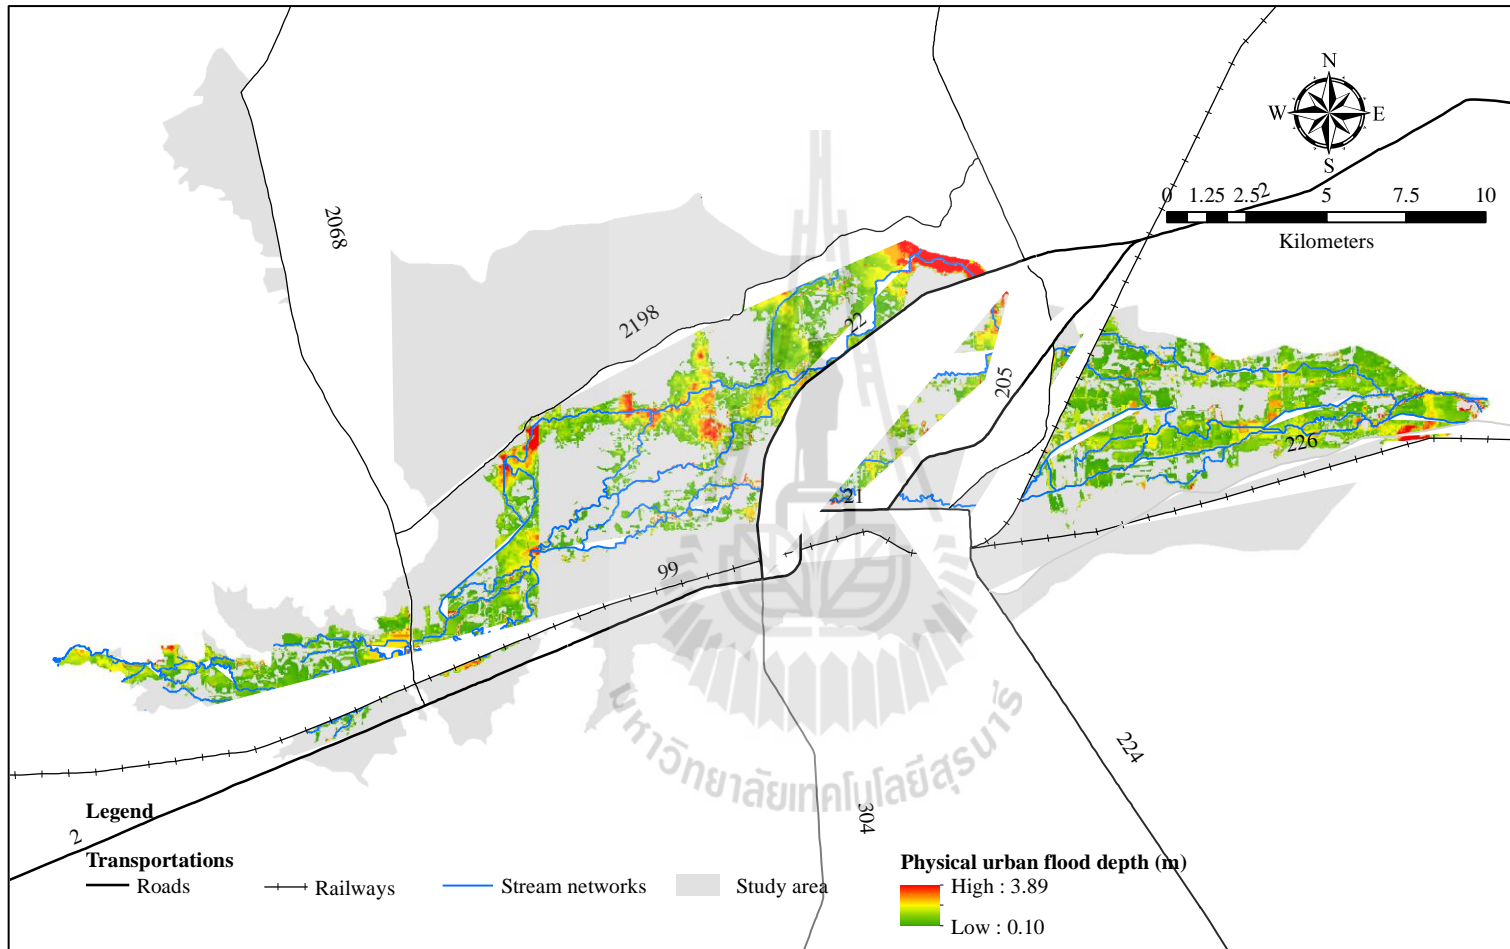 N
W E
S
0 1.25 2.5 5 7.5 10
Kilometers
2
2068
2198
22
205
226
21
99
224
304
2
มหาวิทยาลัยเทคโนโลยีสุรนารี
Legend
Transportations
Roads
Railways
Stream networks
Study area
Physical urban flood depth (m)
High : 3.89
Low : 0.10